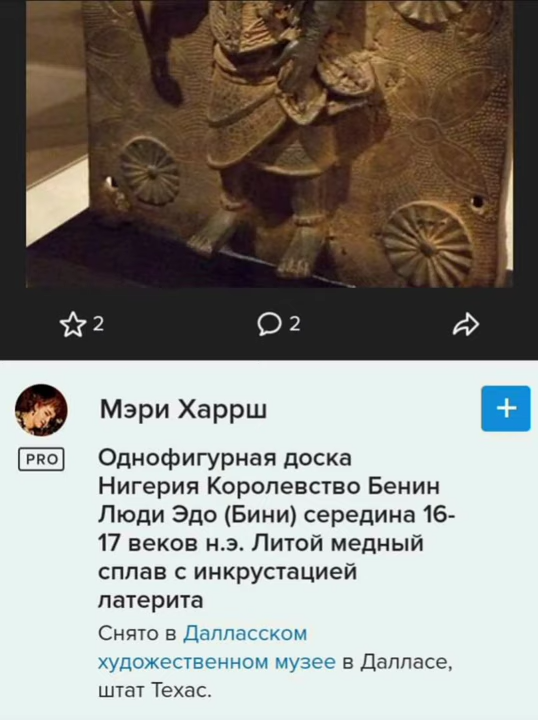 2
2
Мэри Харрш
PRO
Однофигурная доска
Нигерия Королевство Бенин
Люди Эдо (Бини) середина 16-
17 веков н.э. Литой медный
сплав с инкрустацией
латерита
Снято в Далласском
художественном музее в Далласе,
штат Техас.